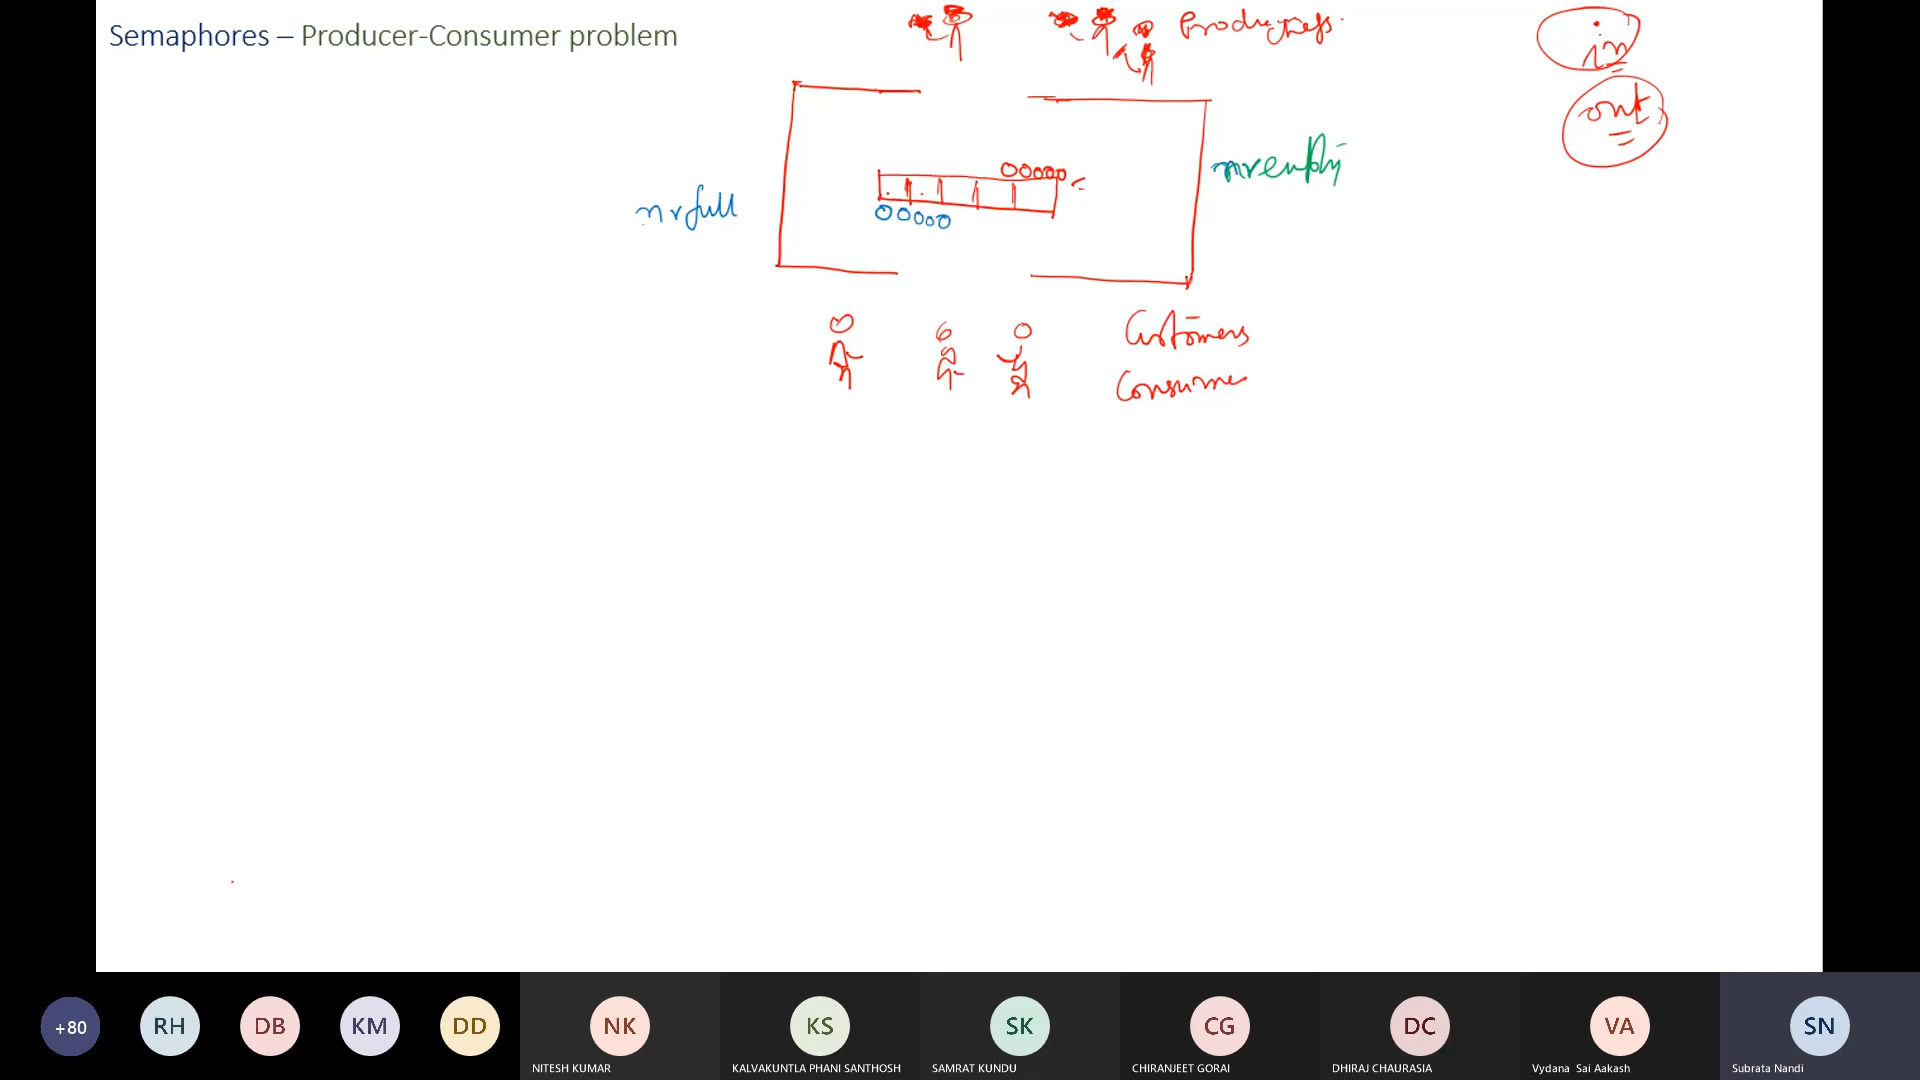 Semaphores – Producer-Consumer problem
Producers
in
out
nrempty
nrfull
Customers
Consumer
+80
RH
DB
KM
DD
NK
KS
SK
CG
DC
VA
SN
NITESH KUMAR
KALVAKUNTLA PHANI SANTHOSH
SAMRAT KUNDU
CHIRANJEET GORAI
DHIRAJ CHAURASIA
Vydana Sai Aakash
Subrata Nandi